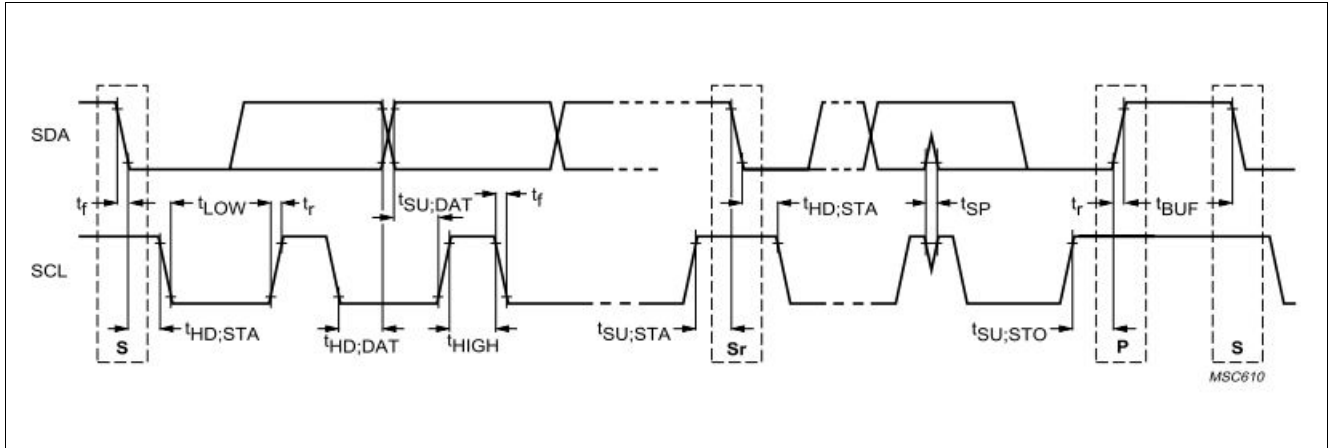 SDA
tf
tLOW
tr
tSU;DAT
tf
tHD;STA
tSP
tr
tBUF
SCL
S
tHD;STA
tHD;DAT
tHIGH
tSU;STA
Sr
tSU;STO
P
S
MSC610